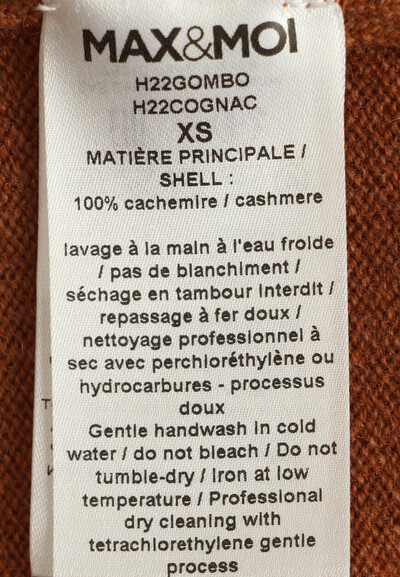 MAX&MOI
H22GOMBO
H22COGNAC
XS
MATIÈRE PRINCIPALE /
SHELL :
100% cachemire / cashmere
lavage à la main à l'eau froide
/ pas de blanchiment /
séchage en tambour interdit /
repassage à fer doux /
nettoyage professionnel à
sec avec perchloréthylène ou
hydrocarbures - processus
doux
Gentle handwash in cold
water / do not bleach / Do not
tumble-dry / Iron at low
temperature / Professional
dry cleaning with
tetrachlorethylene gentle
process